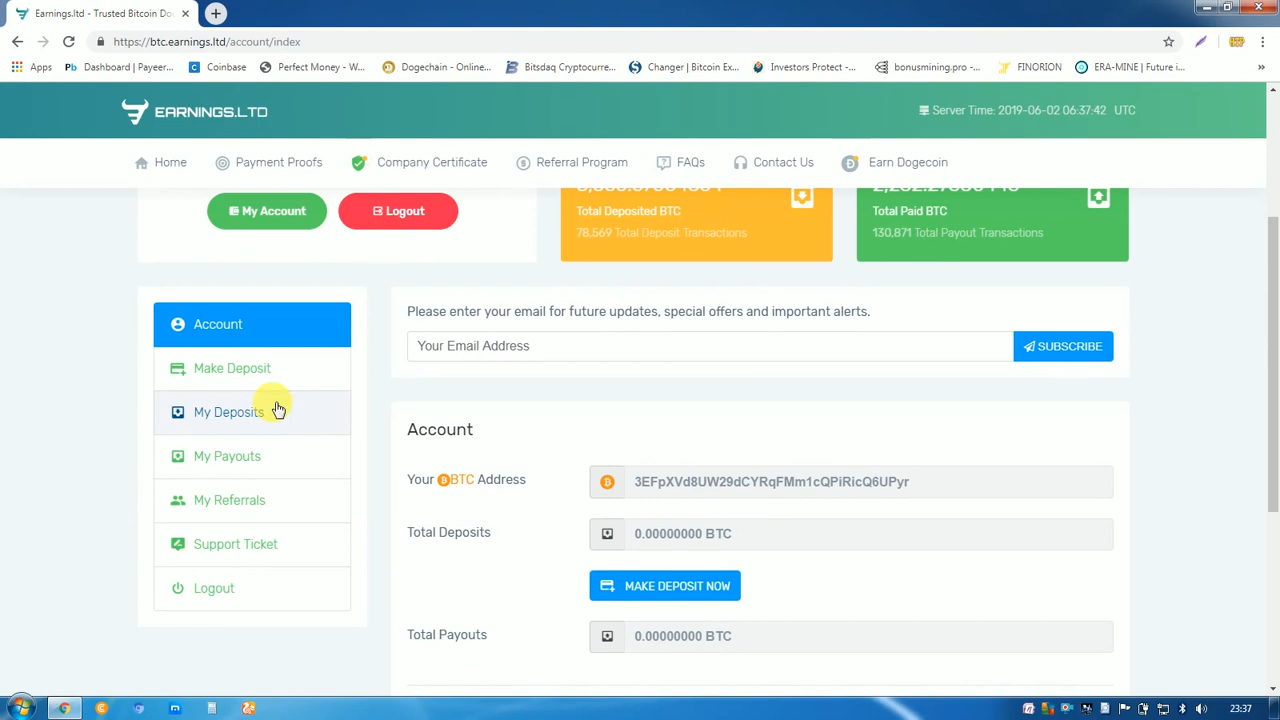 Earnings.ltd - Trusted Bitcoin Do
https://btc.earnings.ltd/account/index
Apps
Dashboard | Payeer...
Coinbase
Perfect Money - W...
Dogechain - Online...
Bitsdaq Cryptocurre...
Changer | Bitcoin Ex...
Investors Protect -...
bonusmining.pro -...
FINORION
ERA-MINE | Future i...
»
EARNINGS.LTD
Server Time: 2019-06-02 06:37:42 UTC
Home
Payment Proofs
Company Certificate
Referral Program
FAQs
Contact Us
Earn Dogecoin
My Account
Logout
Total Deposited BTC
78,569 Total Deposit Transactions
Total Paid BTC
130,871 Total Payout Transactions
Account
Make Deposit
My Deposits
My Payouts
My Referrals
Support Ticket
Logout
Please enter your email for future updates, special offers and important alerts.
Your Email Address
SUBSCRIBE
Account
Your BTC Address
3EFpXVd8UW29dCYRqFMm1cQPiRicQ6UPyr
Total Deposits
0.00000000 BTC
MAKE DEPOSIT NOW
Total Payouts
0.00000000 BTC
23:37